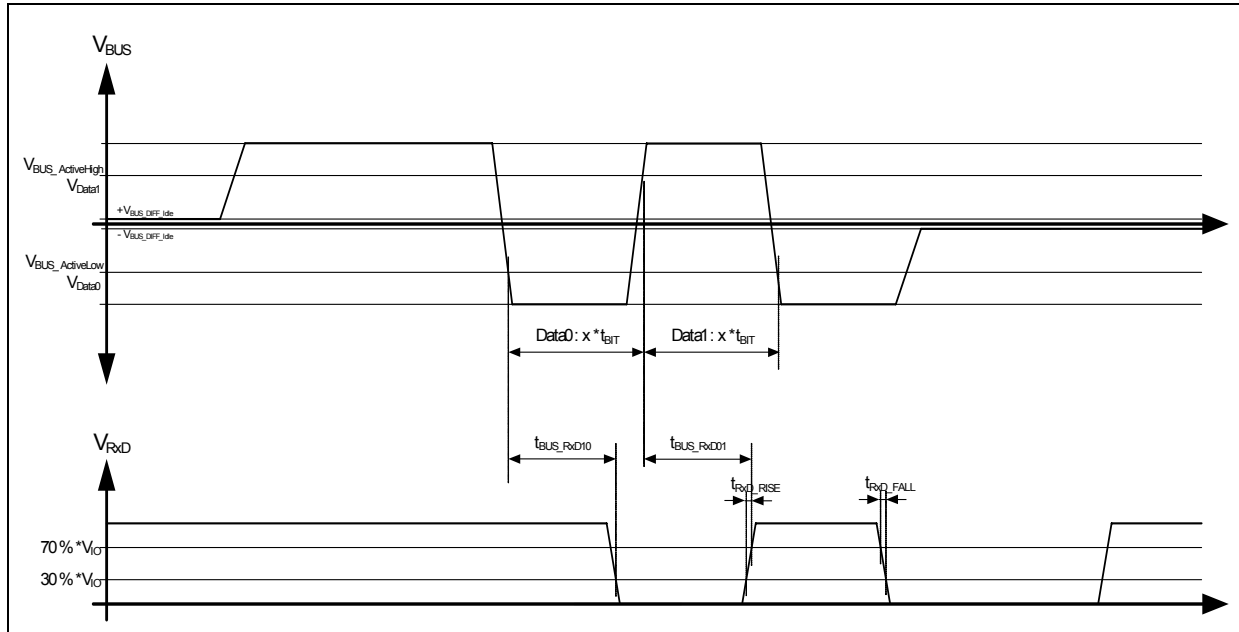 V_BUS
V_BUS_ActiveHigh
V_Data1
+V_BUS_DIFF_Idle
- V_BUS_DIFF_Idle
V_BUS_ActiveLow
V_Data0
Data0: x * t_BIT Data1: x * t_BIT
V_RxD
t_BUS_RxD10 t_BUS_RxD01
t_RxD_RISE t_RxD_FALL
70 % * V_IO
30 % * V_IO